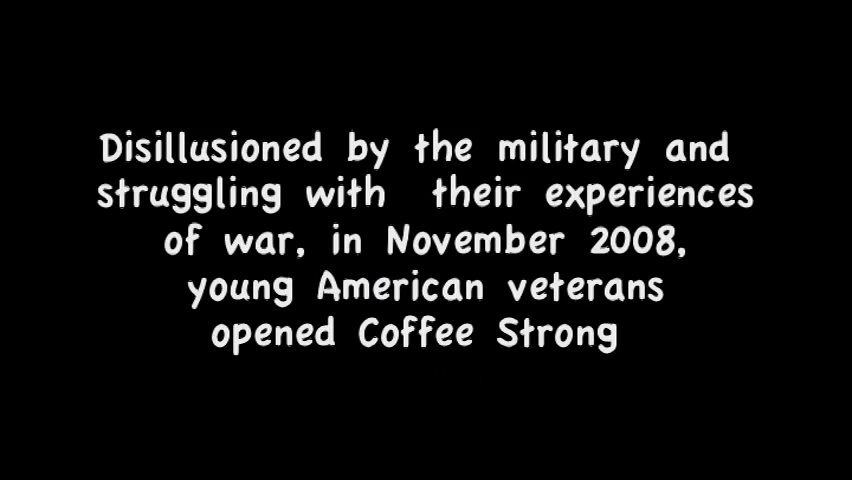 Disillusioned by the military and
struggling with their experiences
of war, in November 2008,
young American veterans
opened Coffee Strong